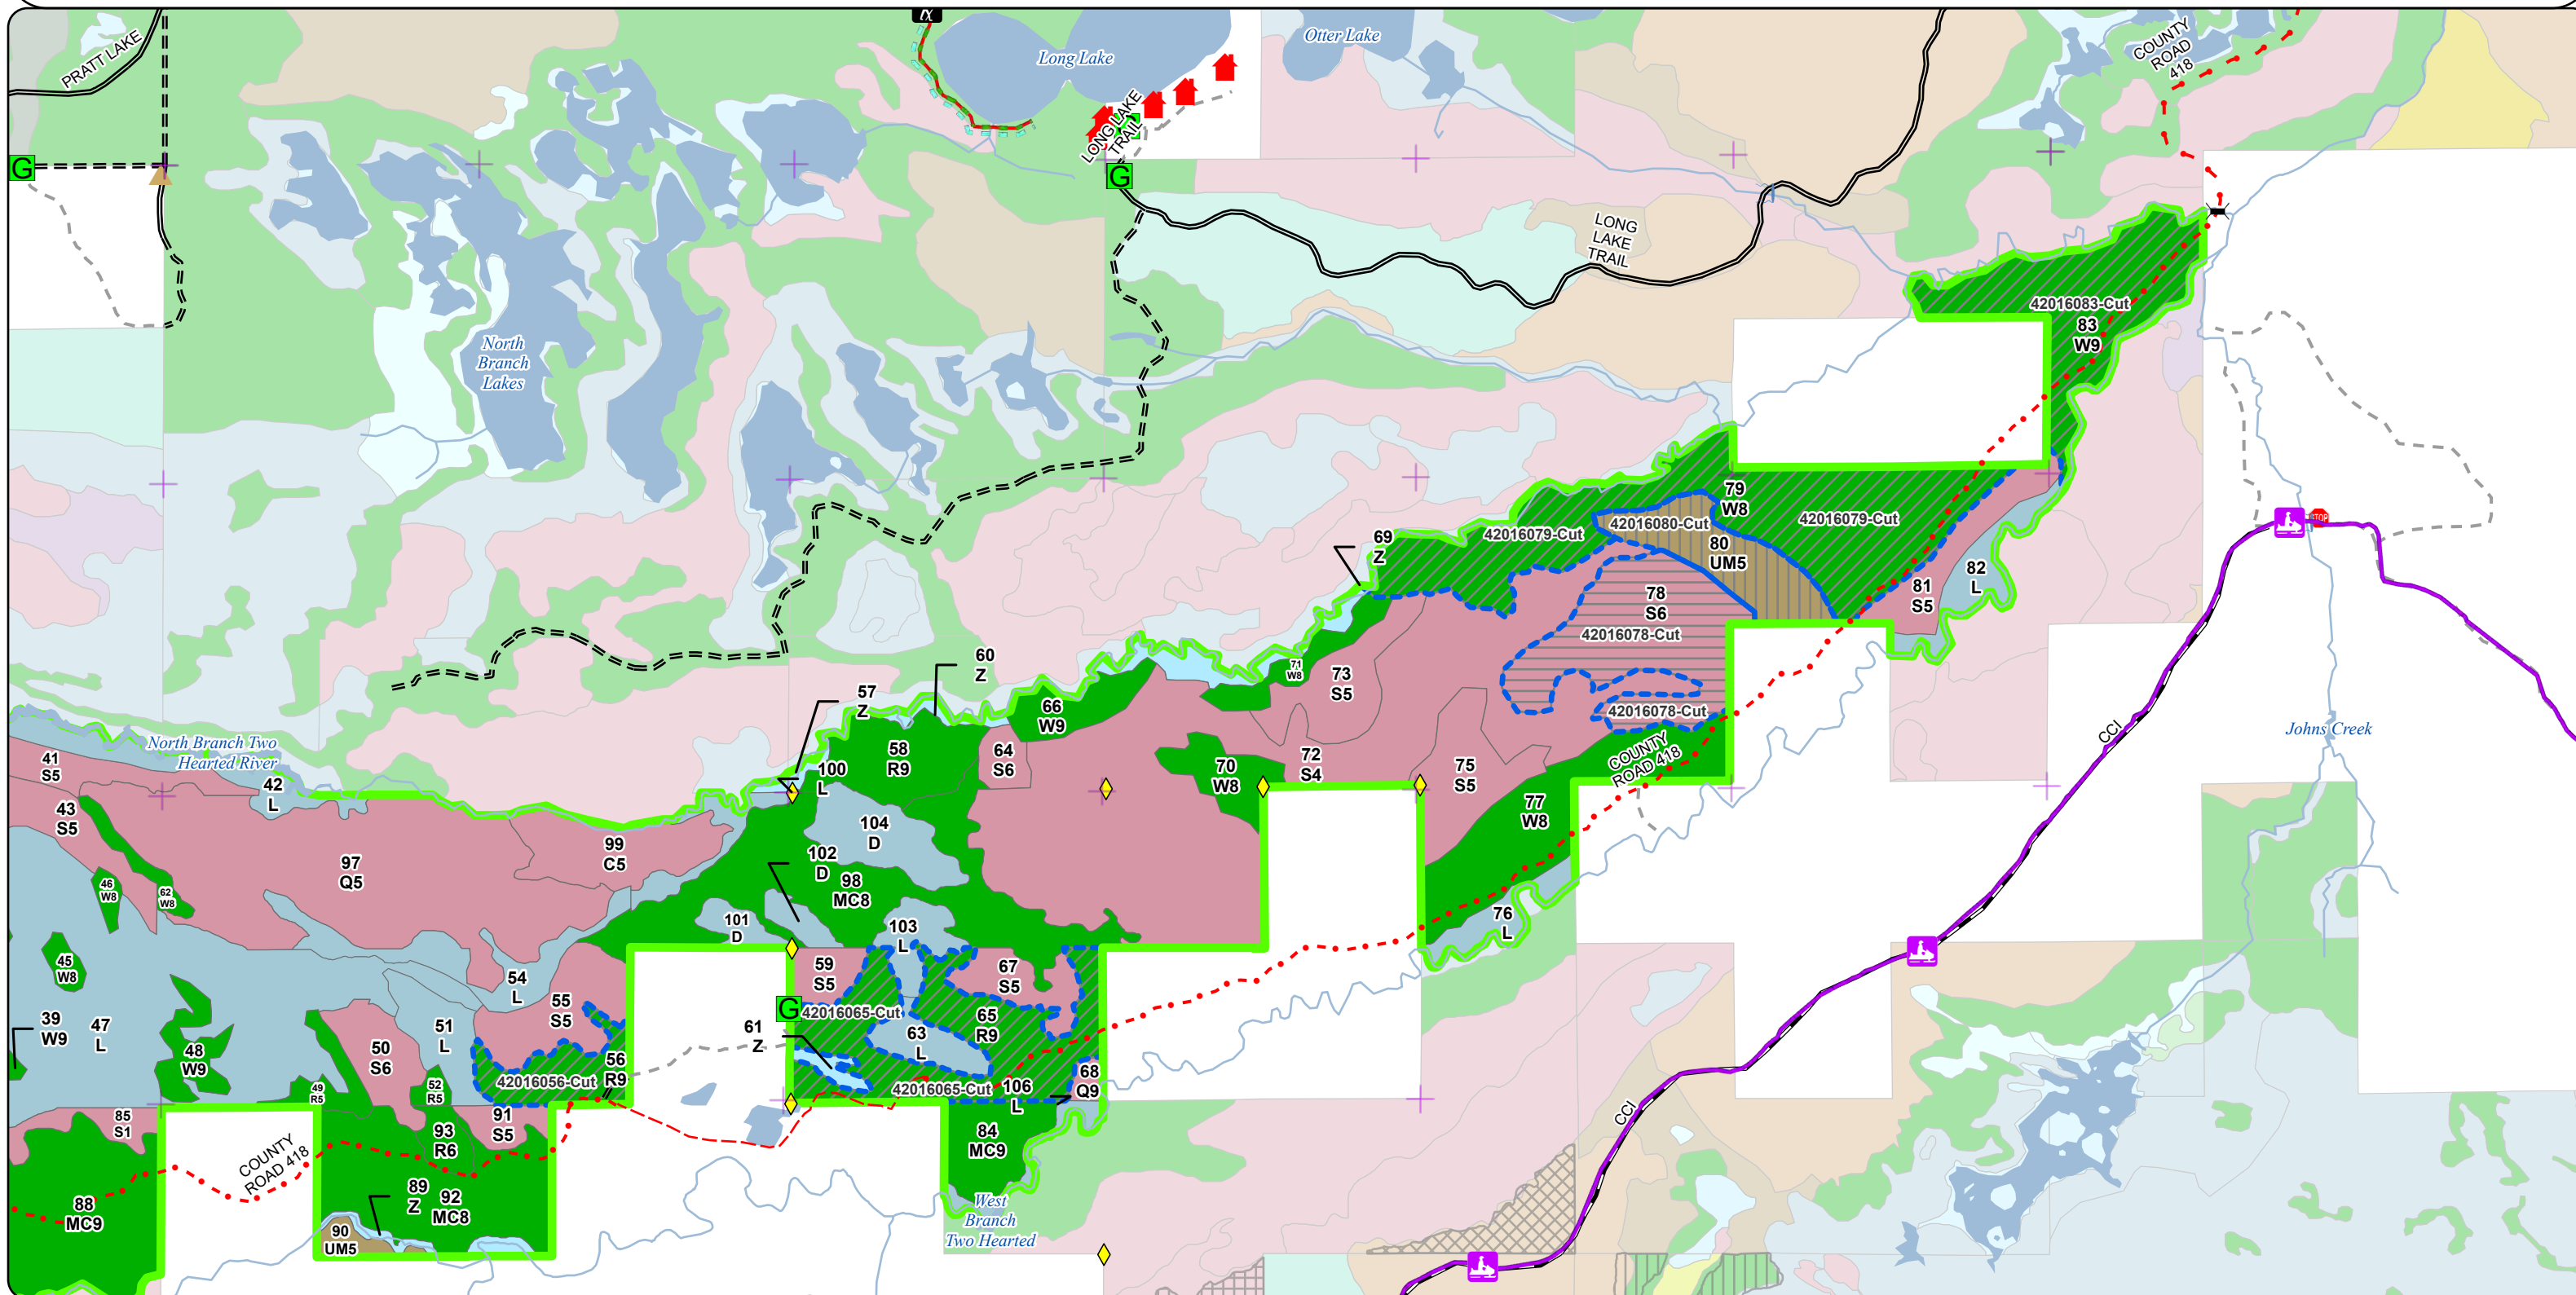 PRATT LAKE
G
Long Lake
LONG LAKE
TRAIL
G
Otter Lake
COUNTY
ROAD
418
LONG
LAKE
TRAIL
42016083-Cut
83
W9
North
Branch
Lakes
79
W8
42016080-Cut
42016079-Cut
42016079-Cut
80
UM5
69
Z
STOP
82
L
81
S5
78
S6
42016078-Cut
42016078-Cut
60
Z
71
W8
73
S5
57
Z
66
W9
58
R9
64
S6
72
S4
75
S5
70
W8
77
W8
COUNTY
ROAD 418
CCI
Johns Creek
North Branch Two
Hearted River
41
S5
42
L
43
S5
100
L
104
D
99
C5
97
Q5
102
D
98
MC8
46
W8
62
W8
101
D
103
L
76
L
45
W8
54
L
55
S5
59
S5
67
S5
G
42016065-Cut
65
R9
63
L
61
Z
39
W9
47
L
48
W9
50
S6
51
L
56
R9
42016056-Cut
42016065-Cut
106
L
68
Q9
49
R5
52
R5
85
S1
91
S5
93
R6
84
MC9
CCI
COUNTY
ROAD 418
88
MC9
89
Z
92
MC8
90
UM5
West
Branch
Two Hearted